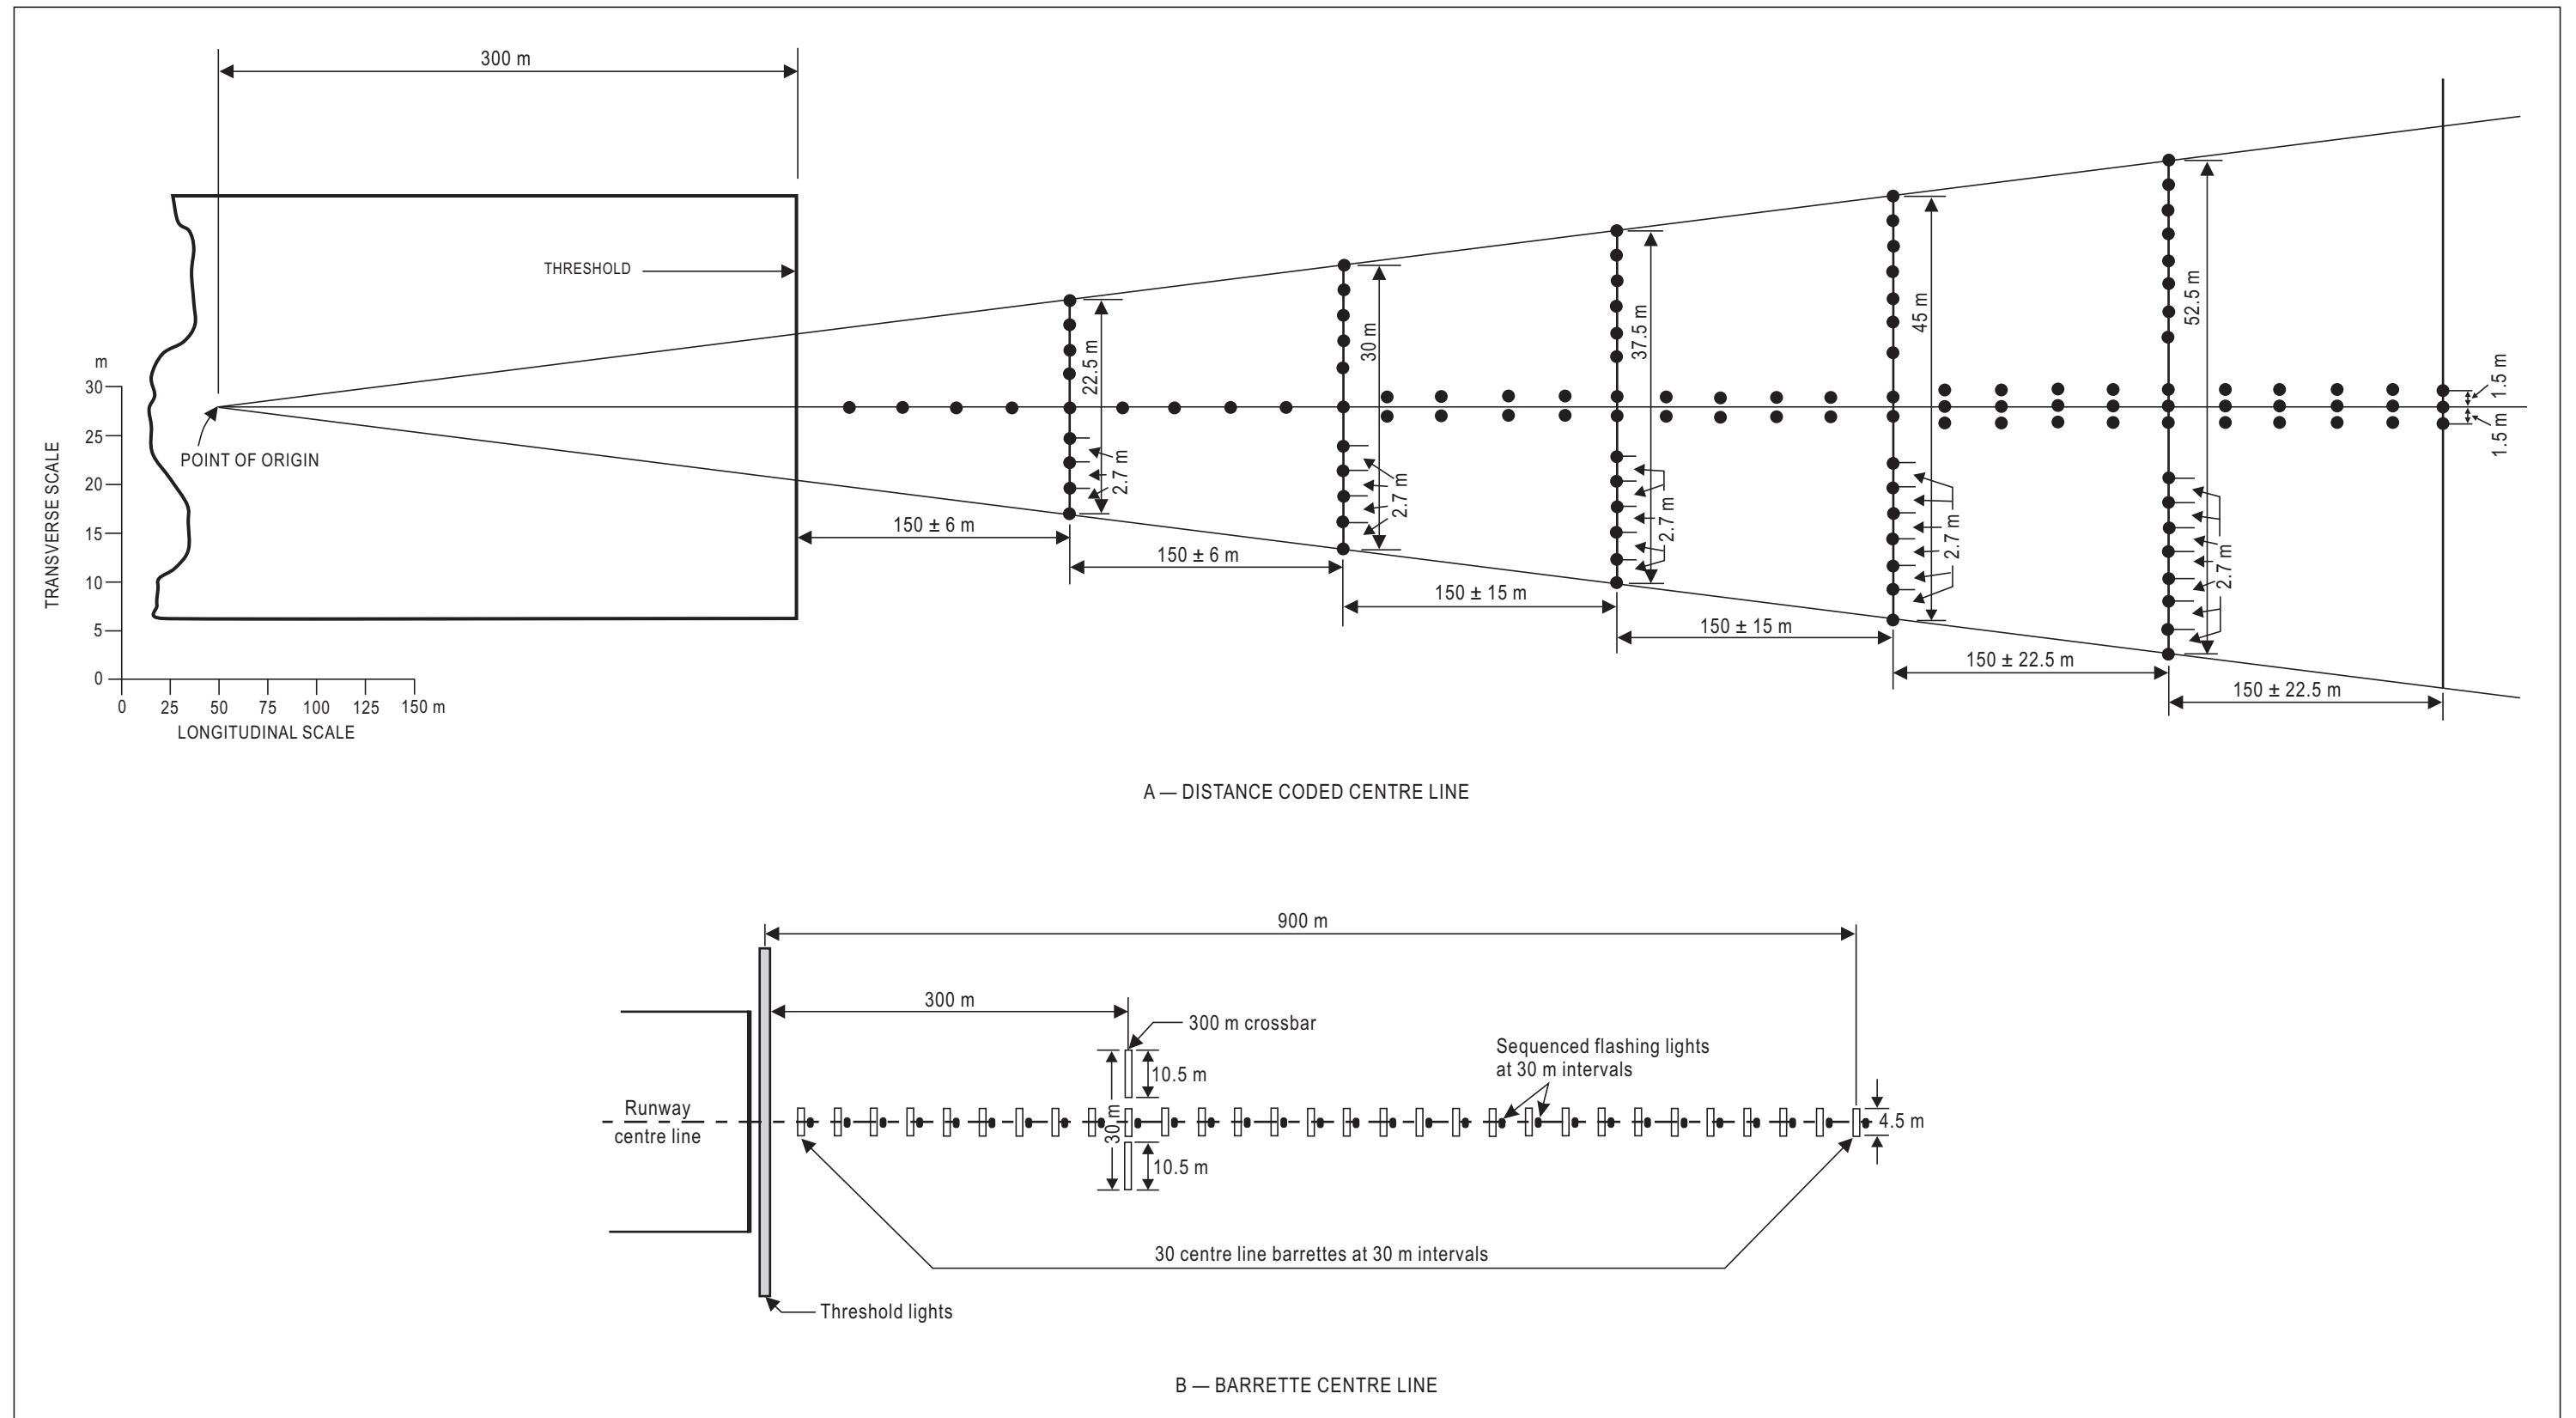 300 m
THRESHOLD
POINT OF ORIGIN
m
30
25
20
15
10
5
0
TRANSVERSE SCALE
0 25 50 75 100 125 150 m
LONGITUDINAL SCALE
22.5 m
2.7 m
30 m
2.7 m
37.5 m
2.7 m
45 m
2.7 m
52.5 m
2.7 m
1.5 m
1.5 m
150 ± 6 m
150 ± 6 m
150 ± 15 m
150 ± 15 m
150 ± 22.5 m
150 ± 22.5 m
A — DISTANCE CODED CENTRE LINE
900 m
300 m
300 m crossbar
Sequenced flashing lights
at 30 m intervals
10.5 m
30 m
10.5 m
Runway
centre line
4.5 m
30 centre line barrettes at 30 m intervals
Threshold lights
B — BARRETTE CENTRE LINE